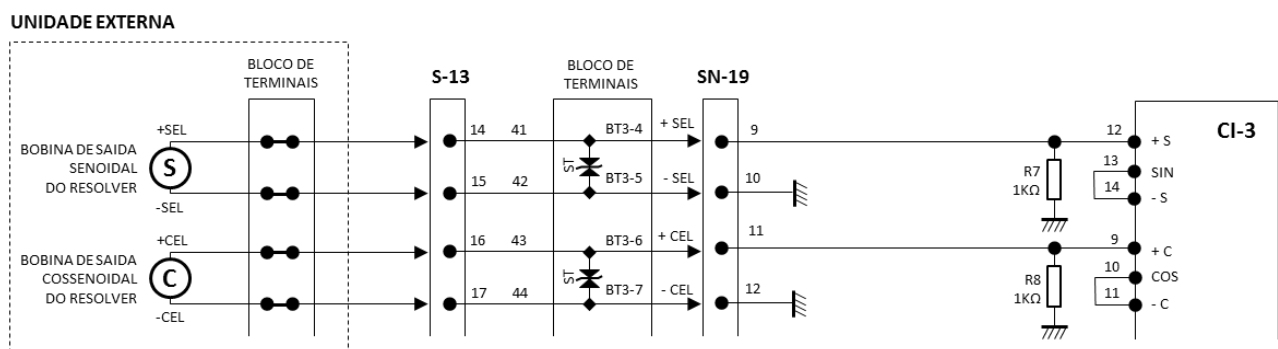 UNIDADE EXTERNA
BLOCO DE
TERMINAIS
S-13
BLOCO DE
TERMINAIS
SN-19
CI-3
+SEL
14
41
BT3-4
+ SEL
9
12
+ S
BOBINA DE SAIDA
SENOIDAL
DO RESOLVER
S
ST
R7
1KΩ
13
SIN
15
42
BT3-5
- SEL
10
14
- S
-SEL
+CEL
16
43
BT3-6
+ CEL
11
9
+ C
BOBINA DE SAIDA
COSSENOIDAL
DO RESOLVER
C
ST
R8
1KΩ
10
COS
17
44
BT3-7
- CEL
12
11
- C
-CEL